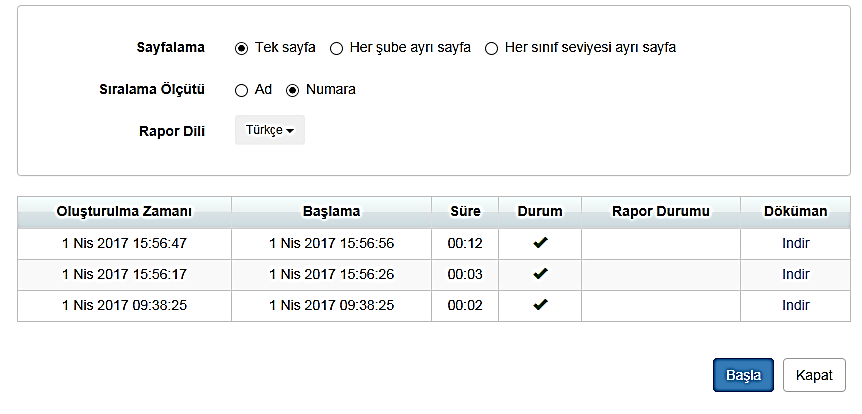 Sayfalama Tek sayfa Her şube ayrı sayfa Her sınıf seviyesi ayrı sayfa
Sıralama Ölçütü Ad Numara
Rapor Dili Türkçe
Oluşturulma Zamanı Başlama Süre Durum Rapor Durumu Döküman
1 Nis 2017 15:56:47 1 Nis 2017 15:56:56 00:12 Indir
1 Nis 2017 15:56:17 1 Nis 2017 15:56:26 00:03 Indir
1 Nis 2017 09:38:25 1 Nis 2017 09:38:25 00:02 Indir
Başla Kapat